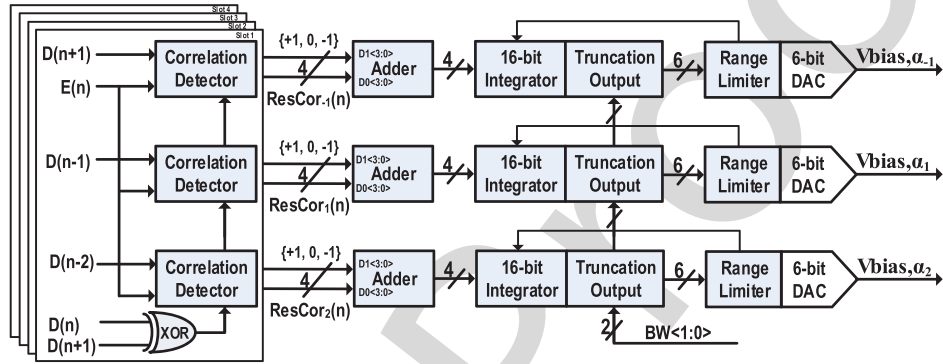 Slot 4
Slot 3
Slot 2
Slot 1
D(n+1)
E(n)
Correlation
Detector
{+1, 0, -1}
4
ResCor-1(n)
D1<3:0>
Adder
D0<3:0>
4
16-bit
Integrator
Truncation
Output
6
Range
Limiter
6-bit
DAC
Vbias,α-1
D(n-1)
Correlation
Detector
{+1, 0, -1}
4
ResCor1(n)
D1<3:0>
Adder
D0<3:0>
4
16-bit
Integrator
Truncation
Output
6
Range
Limiter
6-bit
DAC
Vbias,α1
D(n-2)
Correlation
Detector
{+1, 0, -1}
4
ResCor2(n)
D1<3:0>
Adder
D0<3:0>
4
16-bit
Integrator
Truncation
Output
6
Range
Limiter
6-bit
DAC
Vbias,α2
D(n)
D(n+1)
XOR
2
BW<1:0>